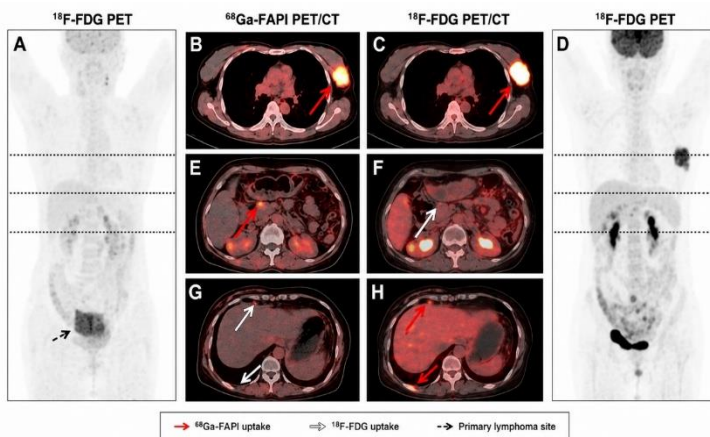 ¹⁸F-FDG PET
⁶⁸Ga-FAPI PET/CT
¹⁸F-FDG PET/CT
¹⁸F-FDG PET
A
B
C
D
E
F
G
H
⁶⁸Ga-FAPI uptake
¹⁸F-FDG uptake
Primary lymphoma site